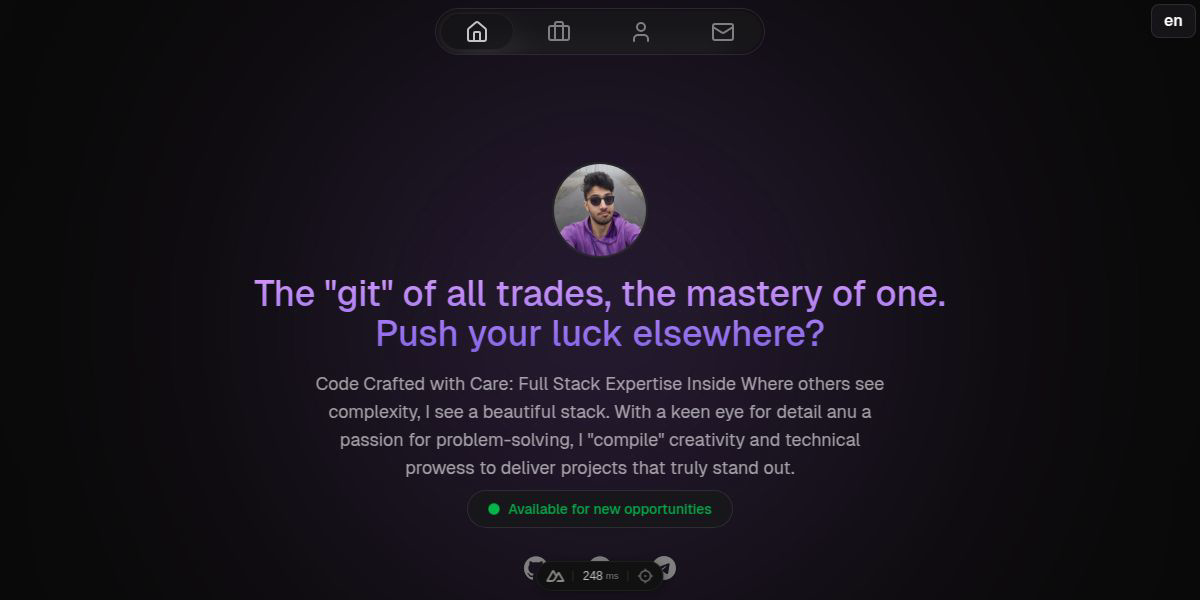 en
The "git" of all trades, the mastery of one.
Push your luck elsewhere?
Code Crafted with Care: Full Stack Expertise Inside Where others see
complexity, I see a beautiful stack. With a keen eye for detail anu a
passion for problem-solving, I "compile" creativity and technical
prowess to deliver projects that truly stand out.
Available for new opportunities
248 ms